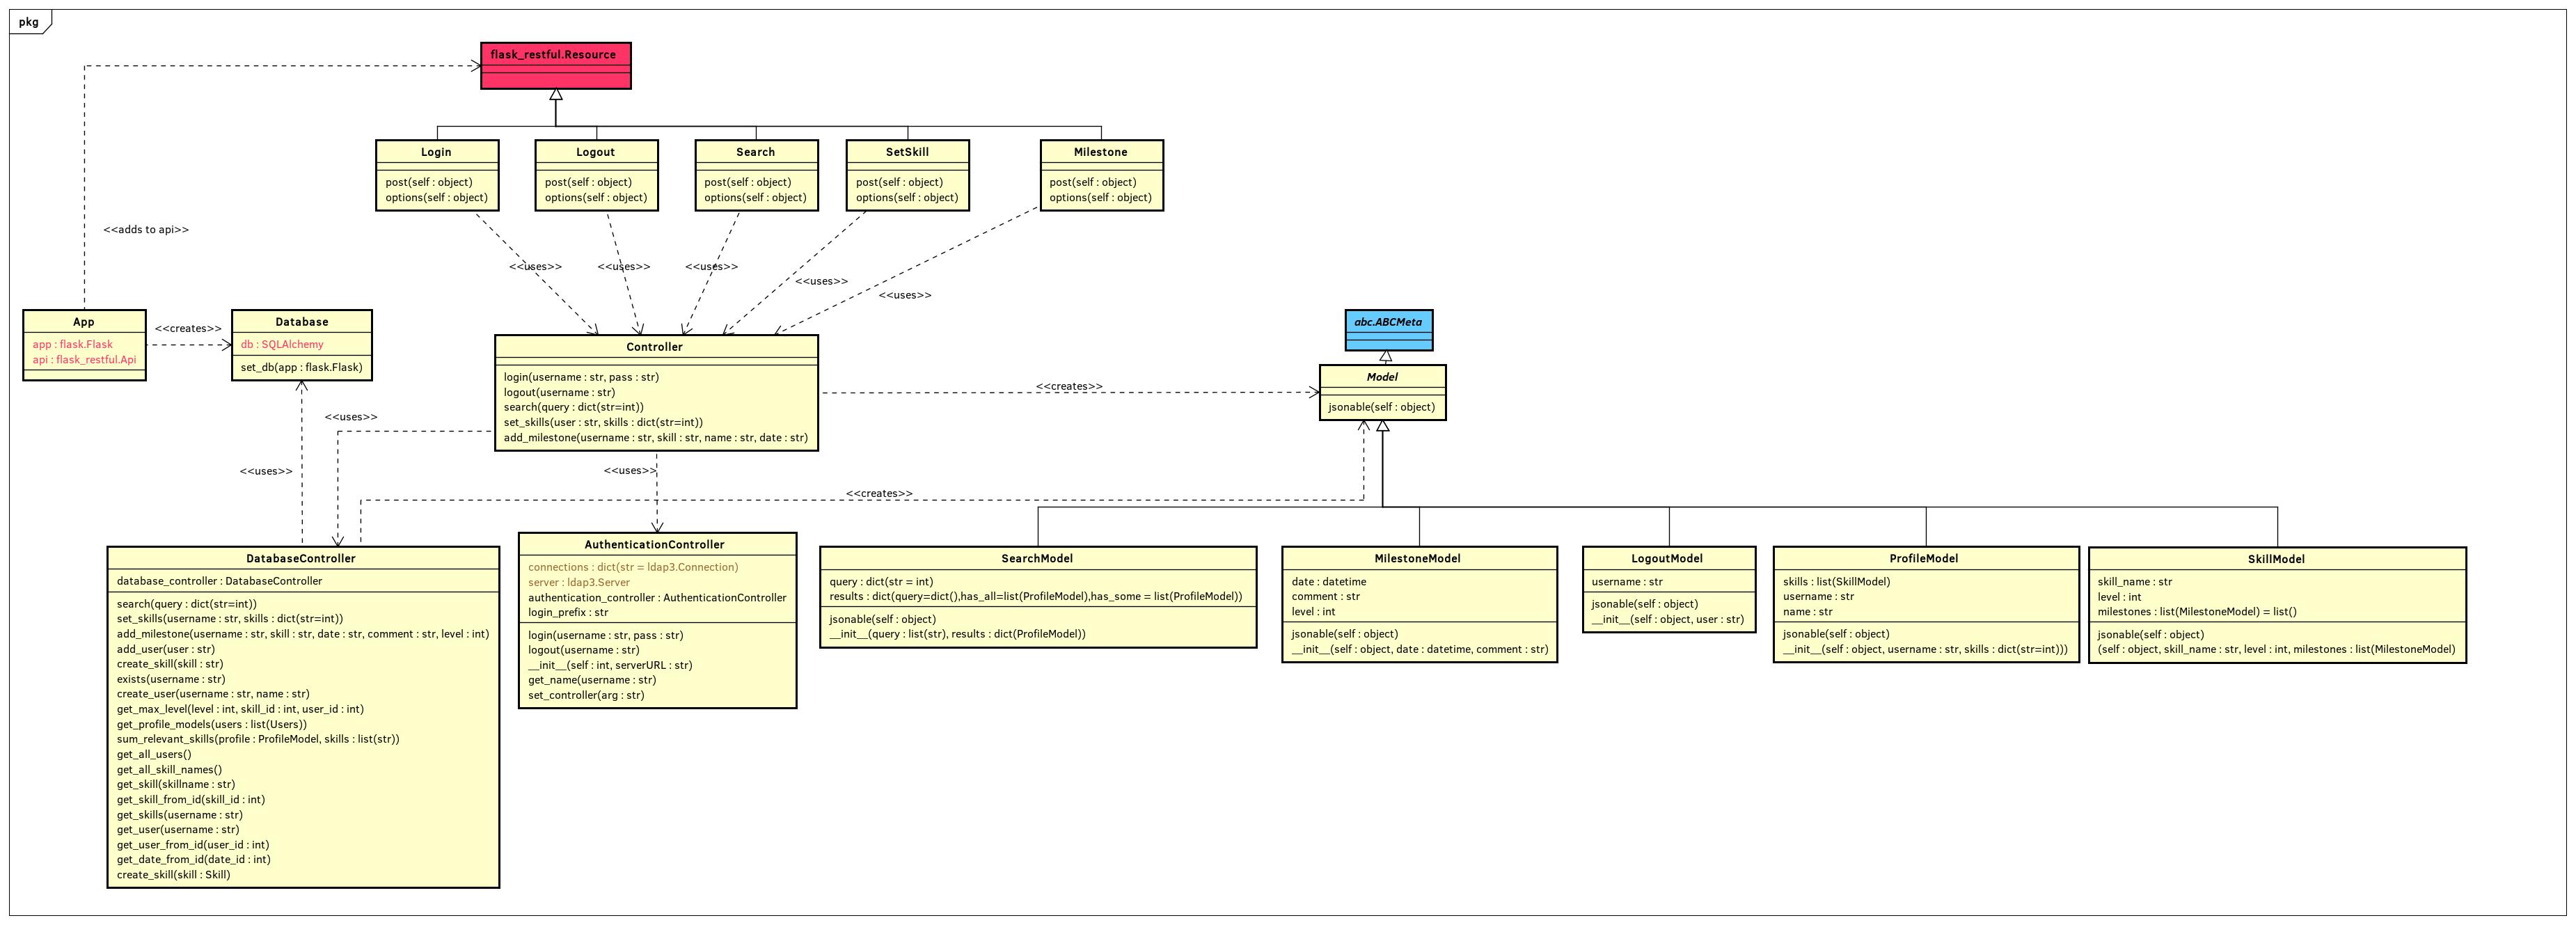 pkg
flask_restful.Resource
Login
post(self : object)
options(self : object)
Logout
post(self : object)
options(self : object)
Search
post(self : object)
options(self : object)
SetSkill
post(self : object)
options(self : object)
Milestone
post(self : object)
options(self : object)
<<adds to api>>
<<uses>>
<<uses>>
<<uses>>
<<uses>>
<<uses>>
App
app : flask.Flask
api : flask_restful.Api
<<creates>>
Database
db : SQLAlchemy
set_db(app : flask.Flask)
Controller
login(username : str, pass : str)
logout(username : str)
search(query : dict(str=int))
set_skills(user : str, skills : dict(str=int))
add_milestone(username : str, skill : str, name : str, date : str)
<<creates>>
abc.ABCMeta
Model
jsonable(self : object)
<<uses>>
<<uses>>
<<uses>>
<<creates>>
DatabaseController
database_controller : DatabaseController
search(query : dict(str=int))
set_skills(username : str, skills : dict(str=int))
add_milestone(username : str, skill : str, date : str, comment : str, level : int)
add_user(user : str)
create_skill(skill : str)
exists(username : str)
create_user(username : str, name : str)
get_max_level(level : int, skill_id : int, user_id : int)
get_profile_models(users : list(Users))
sum_relevant_skills(profile : ProfileModel, skills : list(str))
get_all_users()
get_all_skill_names()
get_skill(skillname : str)
get_skill_from_id(skill_id : int)
get_skills(username : str)
get_user(username : str)
get_user_from_id(user_id : int)
get_date_from_id(date_id : int)
create_skill(skill : Skill)
AuthenticationController
connections : dict(str = ldap3.Connection)
server : ldap3.Server
authentication_controller : AuthenticationController
login_prefix : str
login(username : str, pass : str)
logout(username : str)
__init__(self : int, serverURL : str)
get_name(username : str)
set_controller(arg : str)
SearchModel
query : dict(str = int)
results : dict(query=dict(),has_all=list(ProfileModel),has_some = list(ProfileModel))
jsonable(self : object)
__init__(query : list(str), results : dict(ProfileModel))
MilestoneModel
date : datetime
comment : str
level : int
jsonable(self : object)
__init__(self : object, date : datetime, comment : str)
LogoutModel
username : str
jsonable(self : object)
__init__(self : object, user : str)
ProfileModel
skills : list(SkillModel)
username : str
name : str
jsonable(self : object)
__init__(self : object, username : str, skills : dict(str=int)))
SkillModel
skill_name : str
level : int
milestones : list(MilestoneModel) = list()
jsonable(self : object)
(self : object, skill_name : str, level : int, milestones : list(MilestoneModel)